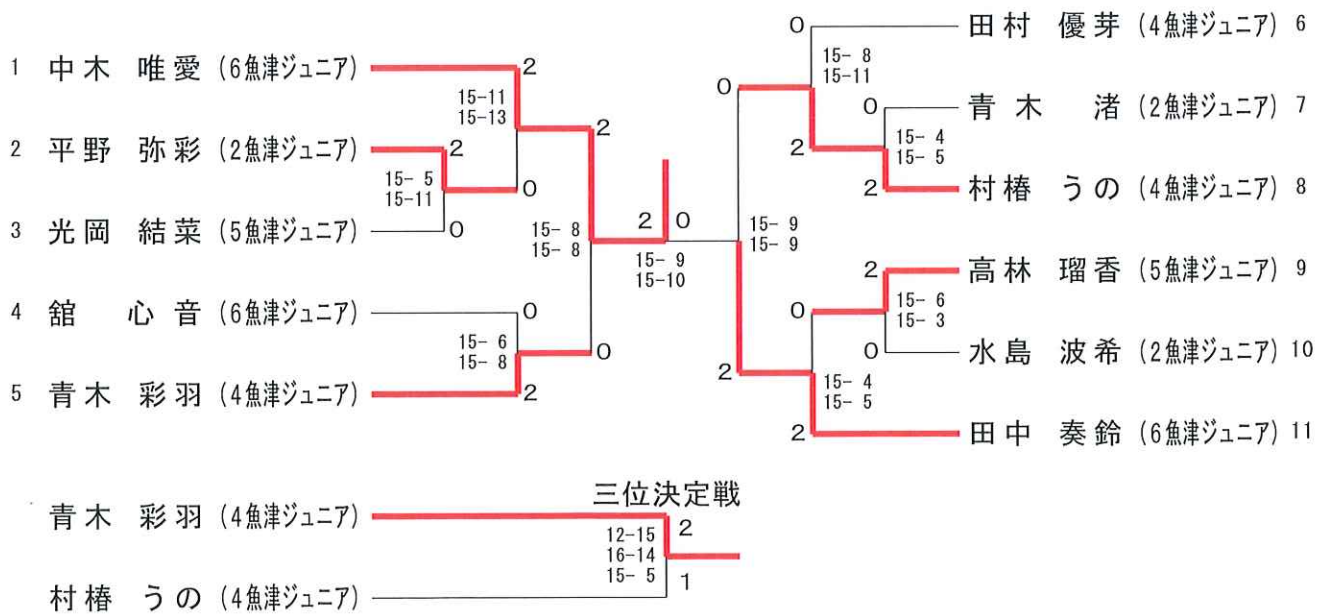 1 中木 唯愛 (6魚津ジュニア) 2
15-11
15-13
2 平野 弥彩 (2魚津ジュニア) 2
15- 5
15-11
0
2
3 光岡 結菜 (5魚津ジュニア) 0
15- 8
15- 8
4 舘 心音 (6魚津ジュニア) 0
15- 6
15- 8
0
5 青木 彩羽 (4魚津ジュニア) 2
2 0
15- 9
15-10
0 田村 優芽 (4魚津ジュニア) 6
15- 8
15-11
0
0 青木 渚 (2魚津ジュニア) 7
15- 4
15- 5
2
2 村椿 うの (4魚津ジュニア) 8
15- 9
15- 9
2 高林 瑠香 (5魚津ジュニア) 9
15- 6
15- 3
0
0 水島 波希 (2魚津ジュニア) 10
2
15- 4
15- 5
2 田中 奏鈴 (6魚津ジュニア) 11
三位決定戦
青木 彩羽 (4魚津ジュニア) 2
12-15
16-14
15- 5
村椿 うの (4魚津ジュニア) 1